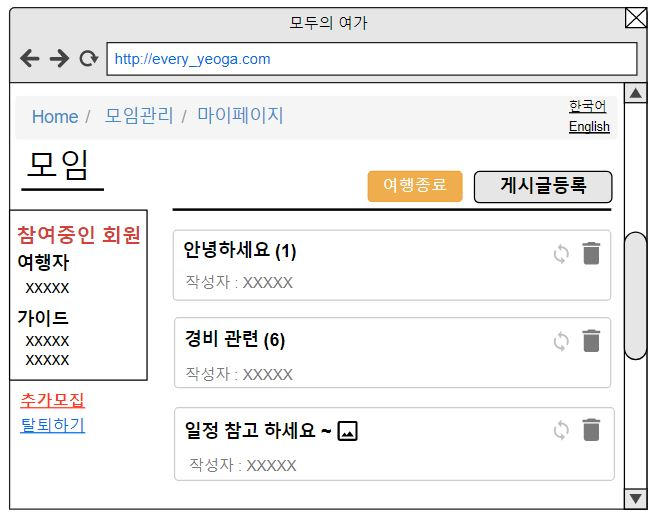 모두의 여가
http://every_yeoga.com
Home / 모임관리 / 마이페이지
한국어
English
모임
여행종료
게시글등록
참여중인 회원
여행자
XXXXX
가이드
XXXXX
XXXXX
추가모집
탈퇴하기
안녕하세요 (1)
작성자 : XXXXX
경비 관련 (6)
작성자 : XXXXX
일정 참고 하세요 ~
작성자 : XXXXX